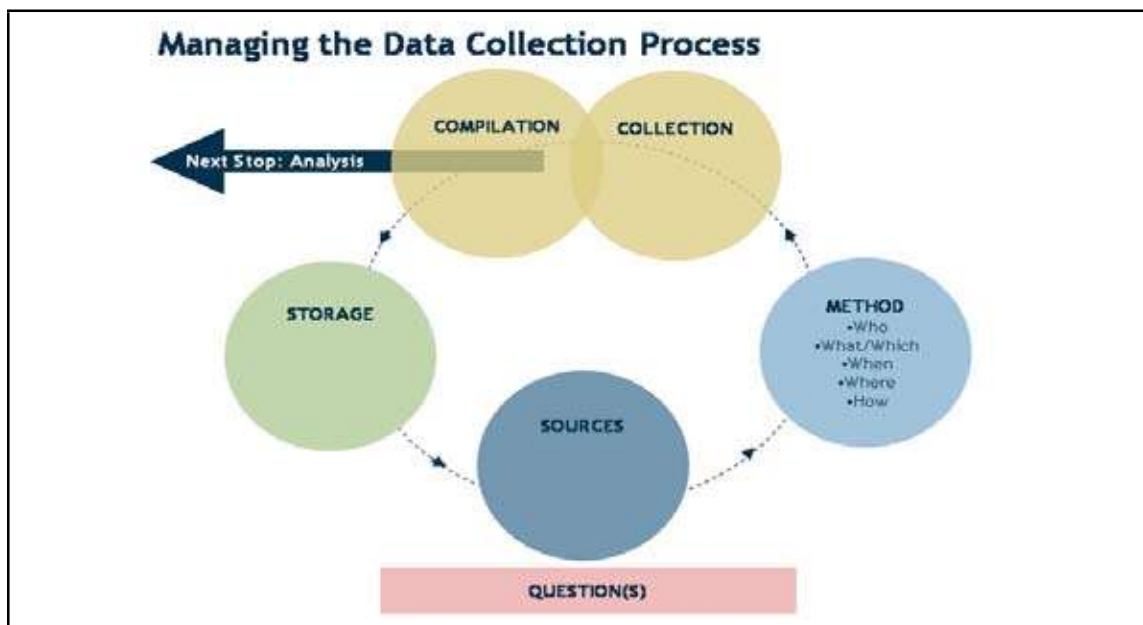 Managing the Data Collection Process
COMPILATION
COLLECTION
Next Stop: Analysis
STORAGE
METHOD
•Who
•What/Which
•When
•Where
•How
SOURCES
QUESTION(S)